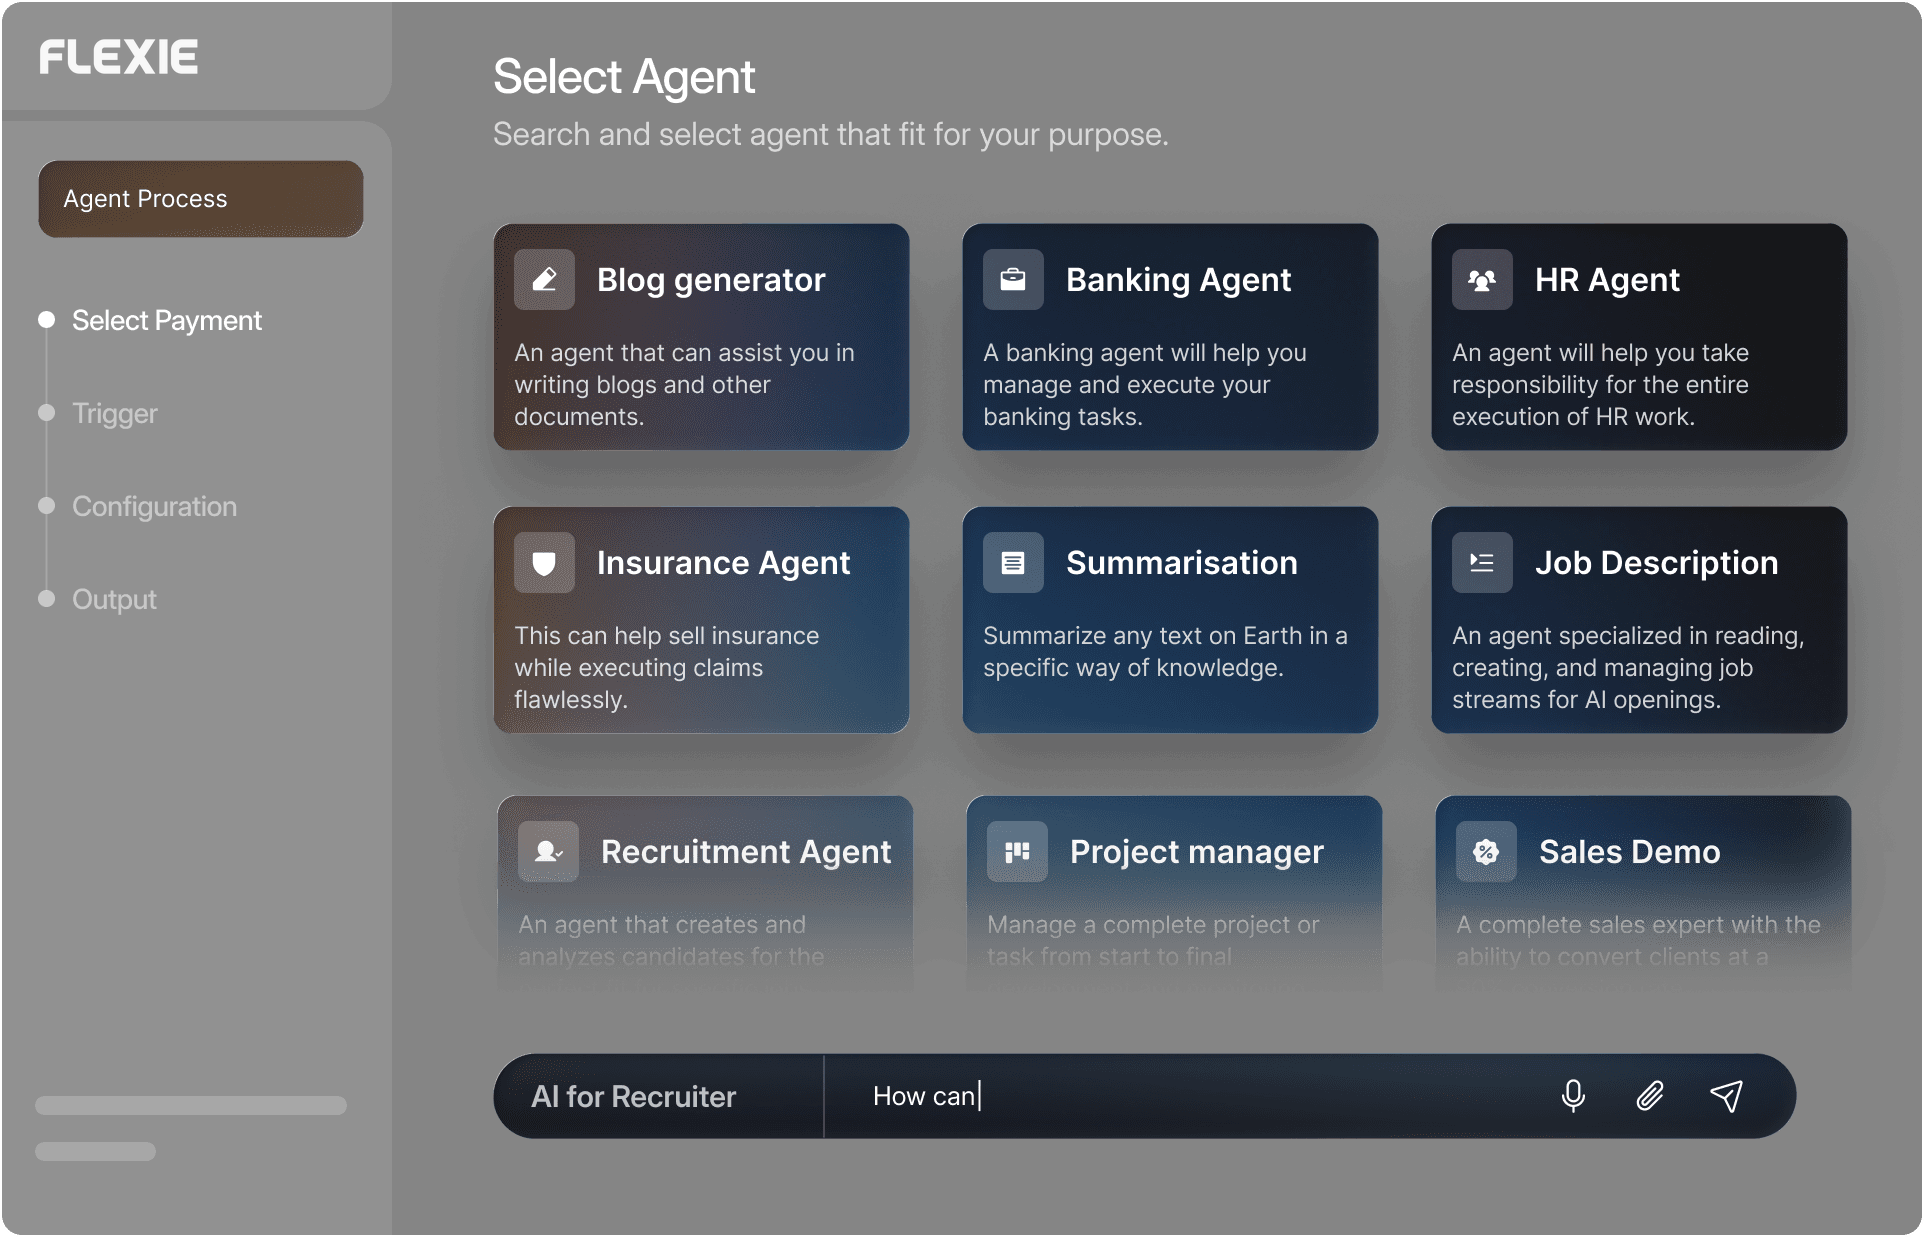 FLEXIE
Agent Process
Select Payment
Trigger
Configuration
Output
Select Agent
Search and select agent that fit for your purpose.
Blog generator
An agent that can assist you in
writing blogs and other
documents.
Banking Agent
A banking agent will help you
manage and execute your
banking tasks.
HR Agent
An agent will help you take
responsibility for the entire
execution of HR work.
Insurance Agent
This can help sell insurance
while executing claims
flawlessly.
Summarisation
Summarize any text on Earth in a
specific way of knowledge.
Job Description
An agent specialized in reading,
creating, and managing job
streams for AI openings.
Recruitment Agent
An agent that creates and
analyzes candidates for the
Project manager
Manage a complete project or
task from start to final
Sales Demo
A complete sales expert with the
ability to convert clients at a
AI for Recruiter
How can